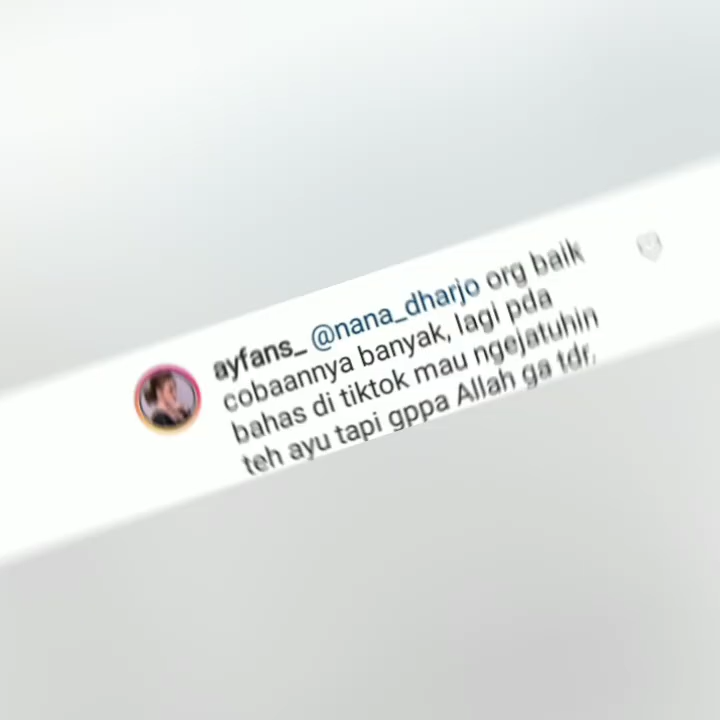 ayfans_ @nana_dharjo org baik
cobaannya banyak, lagi pda
bahas di tiktok mau ngejatuhin
teh ayu tapi gppa Allah ga tdr.